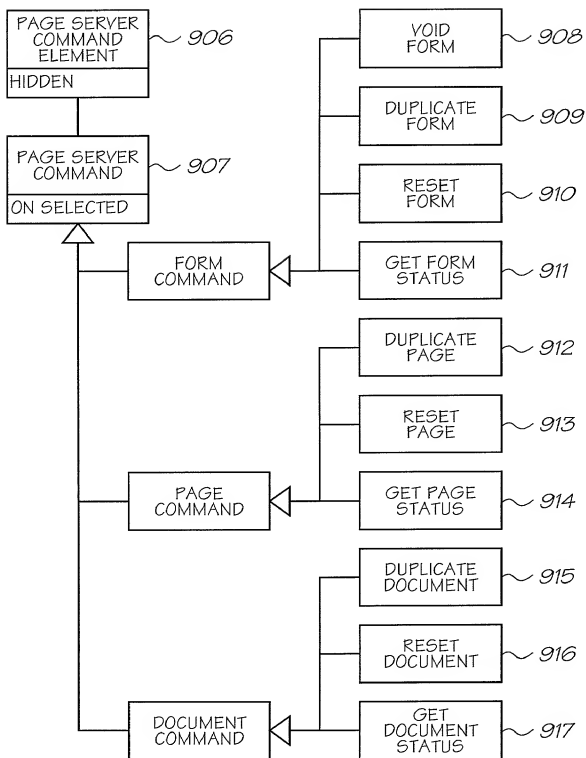 PAGE SERVER
COMMAND
ELEMENT
906
HIDDEN
PAGE SERVER
COMMAND
907
ON SELECTED
FORM
COMMAND
VOID
FORM
908
DUPLICATE
FORM
909
RESET
FORM
910
GET FORM
STATUS
911
PAGE
COMMAND
DUPLICATE
PAGE
912
RESET
PAGE
913
GET PAGE
STATUS
914
DOCUMENT
COMMAND
DUPLICATE
DOCUMENT
915
RESET
DOCUMENT
916
GET
DOCUMENT
STATUS
917